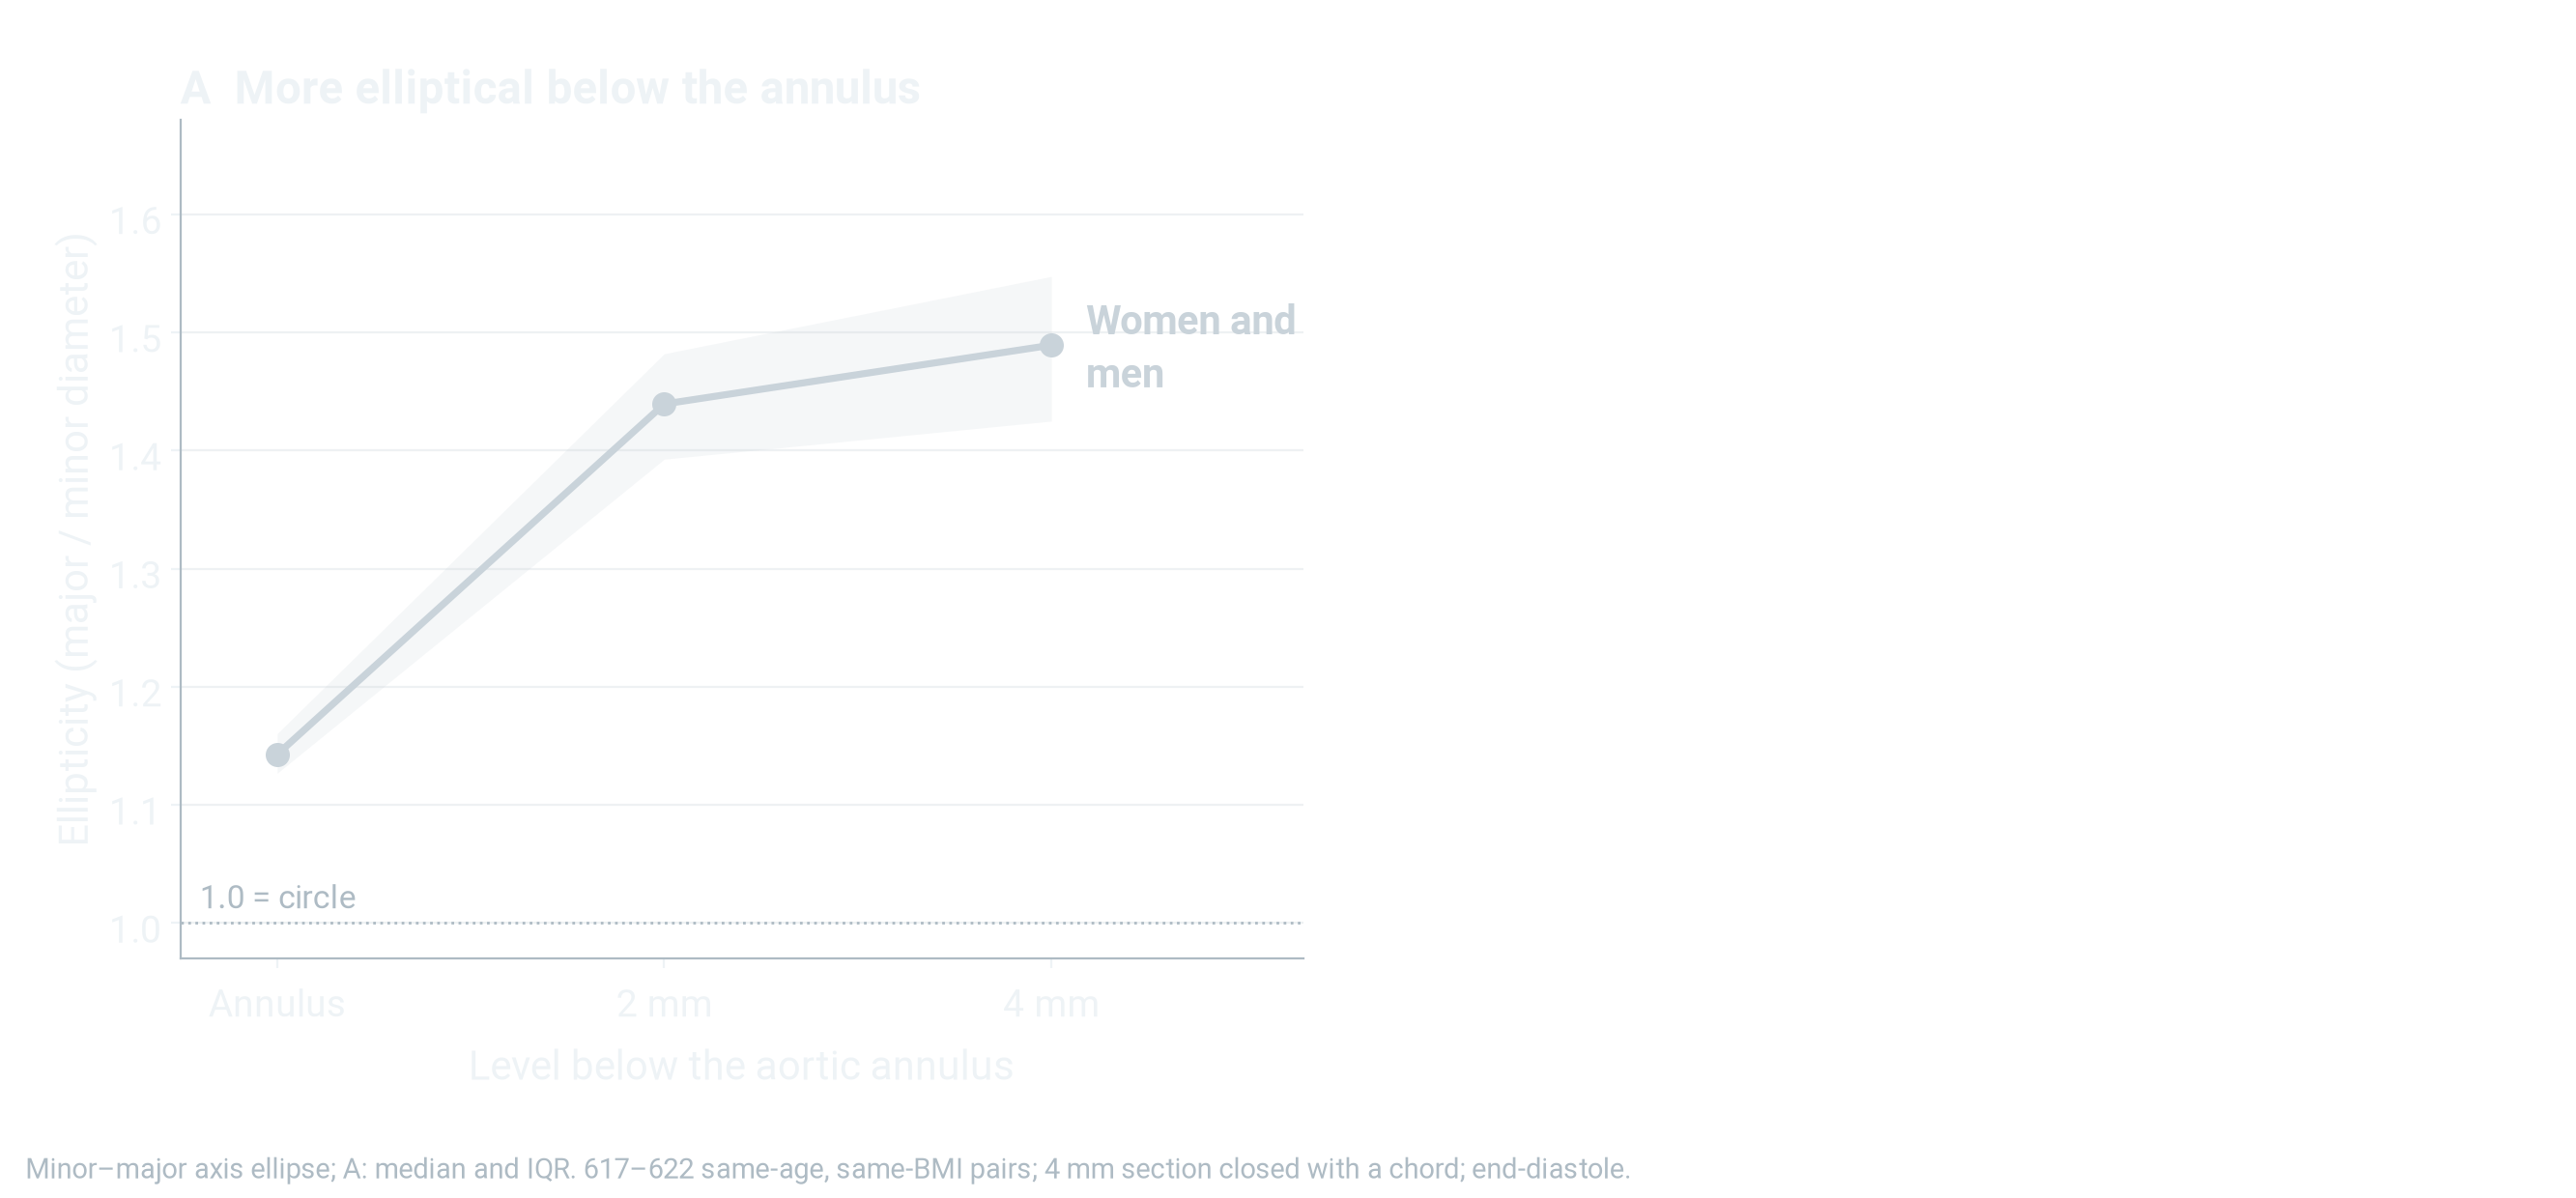 A More elliptical below the annulus
Ellipticity (major / minor diameter)
1.6
1.5
1.4
1.3
1.2
1.1
1.0
Women and
men
1.0 = circle
Annulus
2 mm
4 mm
Level below the aortic annulus
Minor–major axis ellipse; A: median and IQR. 617–622 same-age, same-BMI pairs; 4 mm section closed with a chord; end-diastole.